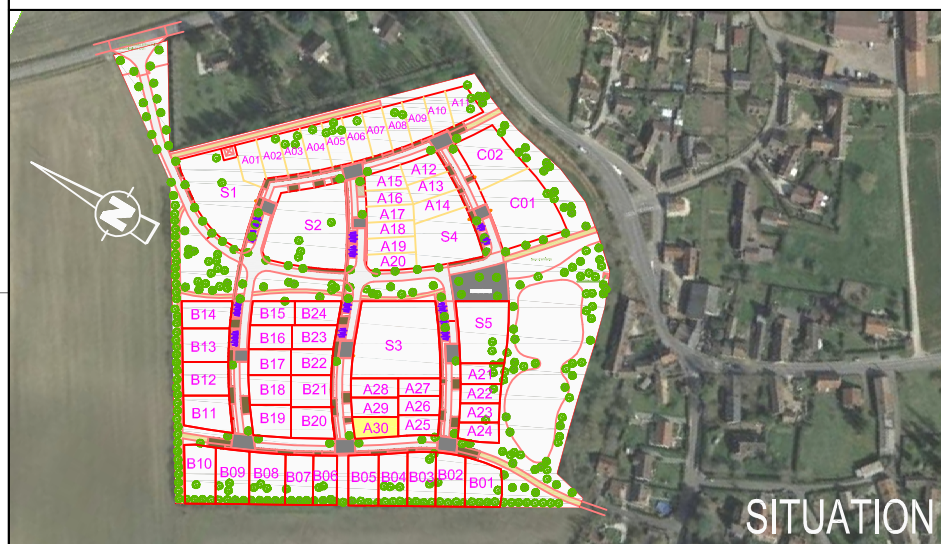 A11
A10
A09
A08
A07
A06
A05
A04
A03
A02
A01
C02
S1
A15
A12
A16
A13
C01
A17
A14
S2
A18
S4
A19
A20
B14
B15
B24
B13
B16
B23
S3
S5
B12
B17
B22
A21
B18
B21
A28
A27
A22
B11
B19
B20
A29
A26
A23
A30
A25
A24
B10
B09
B08
B07
B06
B05
B04
B03
B02
B01
N
SITUATION